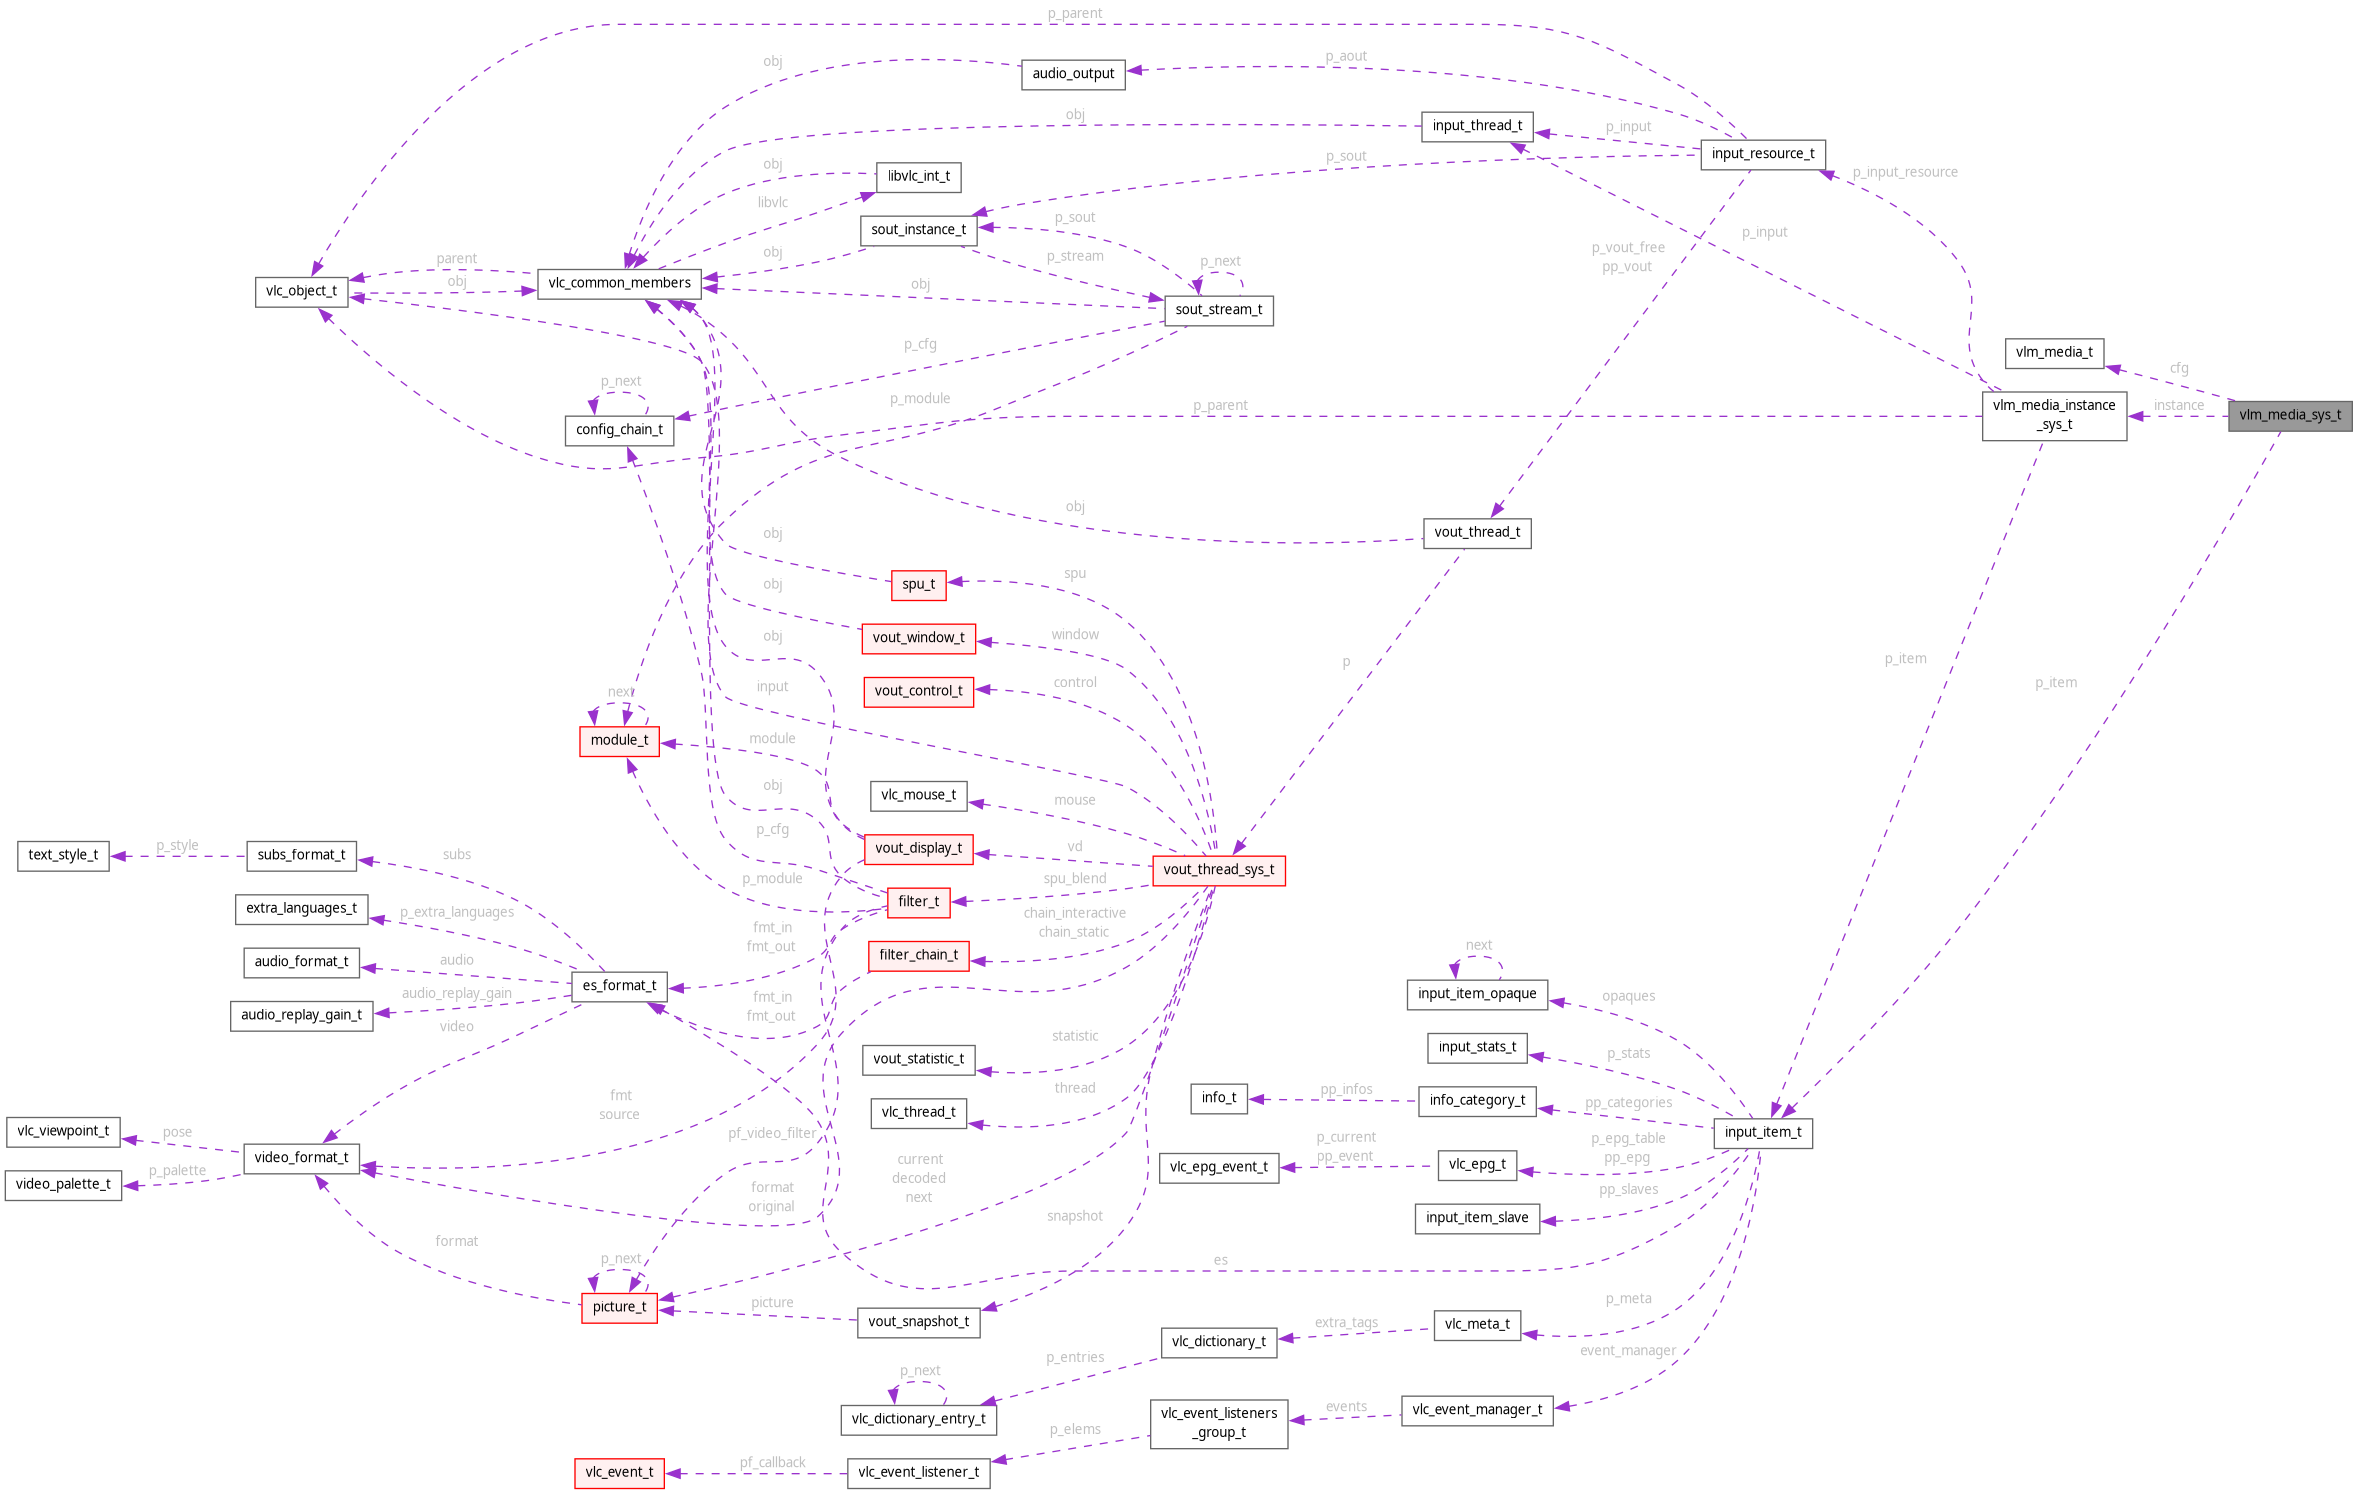 p_parent
obj
audio_output
p_aout
obj
input_thread_t
p_input
input_resource_t
obj
libvlc_int_t
p_sout
p_input_resource
libvlc
sout_instance_t
p_sout
p_input
p_vout_free
pp_vout
parent
obj
p_stream
p_next
vlc_object_t
obj
vlc_common_members
obj
sout_stream_t
p_cfg
vlm_media_t
cfg
p_next
p_module
p_parent
vlm_media_instance
_sys_t
instance
vlm_media_sys_t
config_chain_t
obj
vout_thread_t
obj
spu_t
spu
obj
vout_window_t
window
obj
p
p_item
p_item
input
vout_control_t
control
next
module_t
module
obj
vlc_mouse_t
mouse
p_cfg
text_style_t
p_style
subs_format_t
subs
vout_display_t
vd
vout_thread_sys_t
p_module
spu_blend
extra_languages_t
p_extra_languages
filter_t
fmt_in
fmt_out
chain_interactive
chain_static
audio_format_t
audio
filter_chain_t
next
es_format_t
input_item_opaque
opaques
audio_replay_gain_t
audio_replay_gain
fmt_in
fmt_out
video
vout_statistic_t
statistic
input_stats_t
p_stats
fmt
source
vlc_thread_t
thread
info_t
pp_infos
info_category_t
pp_categories
vlc_viewpoint_t
pose
video_format_t
pf_video_filter
input_item_t
p_current
pp_event
p_epg_table
pp_epg
video_palette_t
p_palette
current
decoded
next
vlc_epg_event_t
vlc_epg_t
format
original
pp_slaves
snapshot
input_item_slave
format
p_next
es
picture_t
picture
vout_snapshot_t
p_meta
extra_tags
vlc_meta_t
vlc_dictionary_t
event_manager
p_entries
p_next
vlc_dictionary_entry_t
vlc_event_listeners
_group_t
events
vlc_event_manager_t
p_elems
vlc_event_t
pf_callback
vlc_event_listener_t